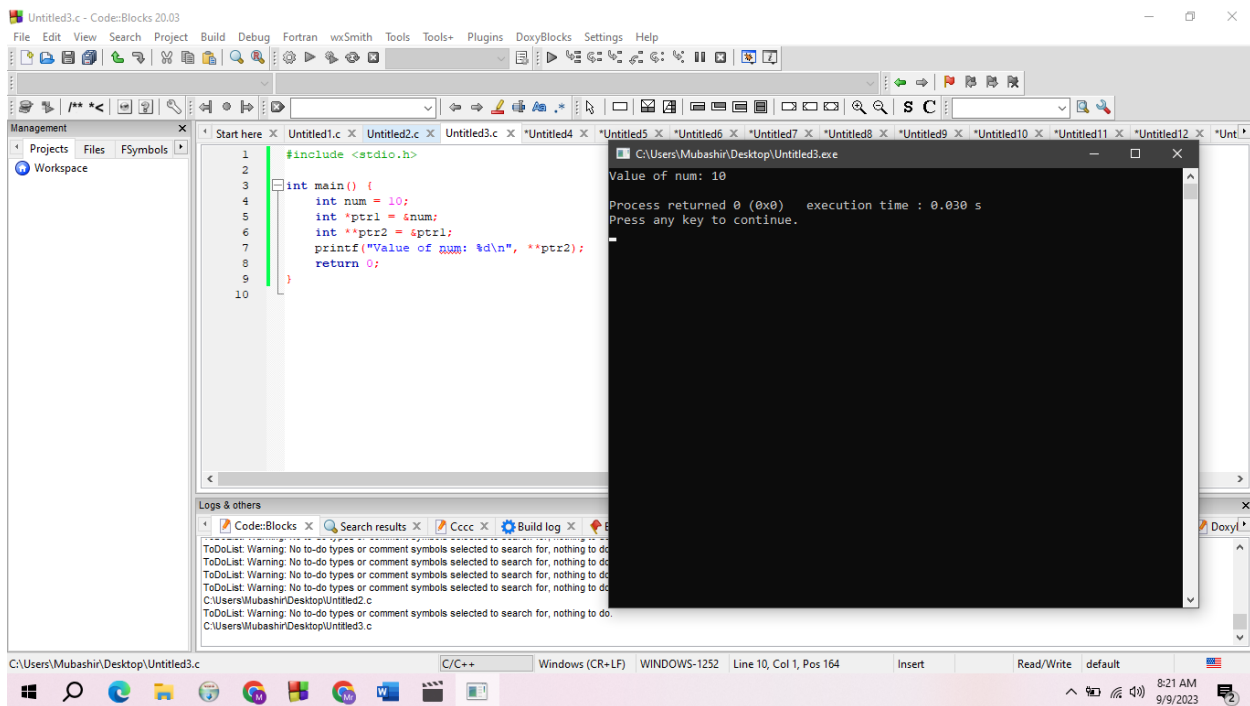 Untitled3.c - Code::Blocks 20.03
File Edit View Search Project Build Debug Fortran wxSmith Tools Tools+ Plugins DoxyBlocks Settings Help
/** *<
.*
S C
Management
Projects Files FSymbols
Workspace
Start here Untitled1.c Untitled2.c Untitled3.c *Untitled4 *Untitled5 *Untitled6 *Untitled7 *Untitled8 *Untitled9 *Untitled10 *Untitled11 *Untitled12 *Unt
1 #include <stdio.h>
2
3 int main() {
4 int num = 10;
5 int *ptr1 = &num;
6 int **ptr2 = &ptr1;
7 printf("Value of num: %d\n", **ptr2);
8 return 0;
9 }
10
C:\Users\Mubashir\Desktop\Untitled3.exe
Value of num: 10
Process returned 0 (0x0) execution time : 0.030 s
Press any key to continue.
Logs & others
Code::Blocks Search results Cccc Build log Doxyl
ToDoList: Warning: No to-do types or comment symbols selected to search for, nothing to do
ToDoList: Warning: No to-do types or comment symbols selected to search for, nothing to do
ToDoList: Warning: No to-do types or comment symbols selected to search for, nothing to do
ToDoList: Warning: No to-do types or comment symbols selected to search for, nothing to do
C:\Users\Mubashir\Desktop\Untitled2.c
ToDoList: Warning: No to-do types or comment symbols selected to search for, nothing to do.
C:\Users\Mubashir\Desktop\Untitled3.c
C:\Users\Mubashir\Desktop\Untitled3.c C/C++ Windows (CR+LF) WINDOWS-1252 Line 10, Col 1, Pos 164 Insert Read/Write default
8:21 AM
9/9/2023
2